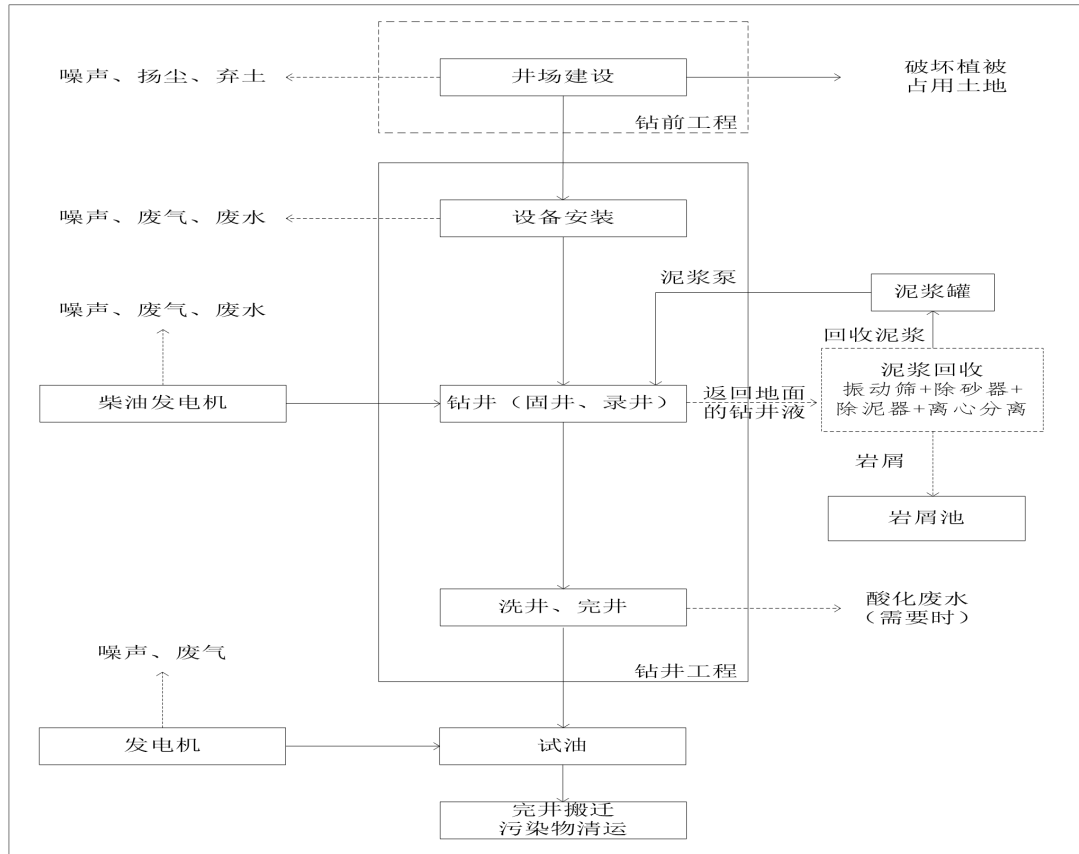 噪声、扬尘、弃土
井场建设
破坏植被
占用土地
钻前工程
噪声、废气、废水
设备安装
泥浆泵
泥浆罐
噪声、废气、废水
回收泥浆
泥浆回收
振动筛+除砂器+
除泥器+离心分离
柴油发电机
钻井（固井、录井）
返回地面
的钻井液
岩屑
岩屑池
洗井、完井
酸化废水
（需要时）
噪声、废气
钻井工程
发电机
试油
完井搬迁
污染物清运